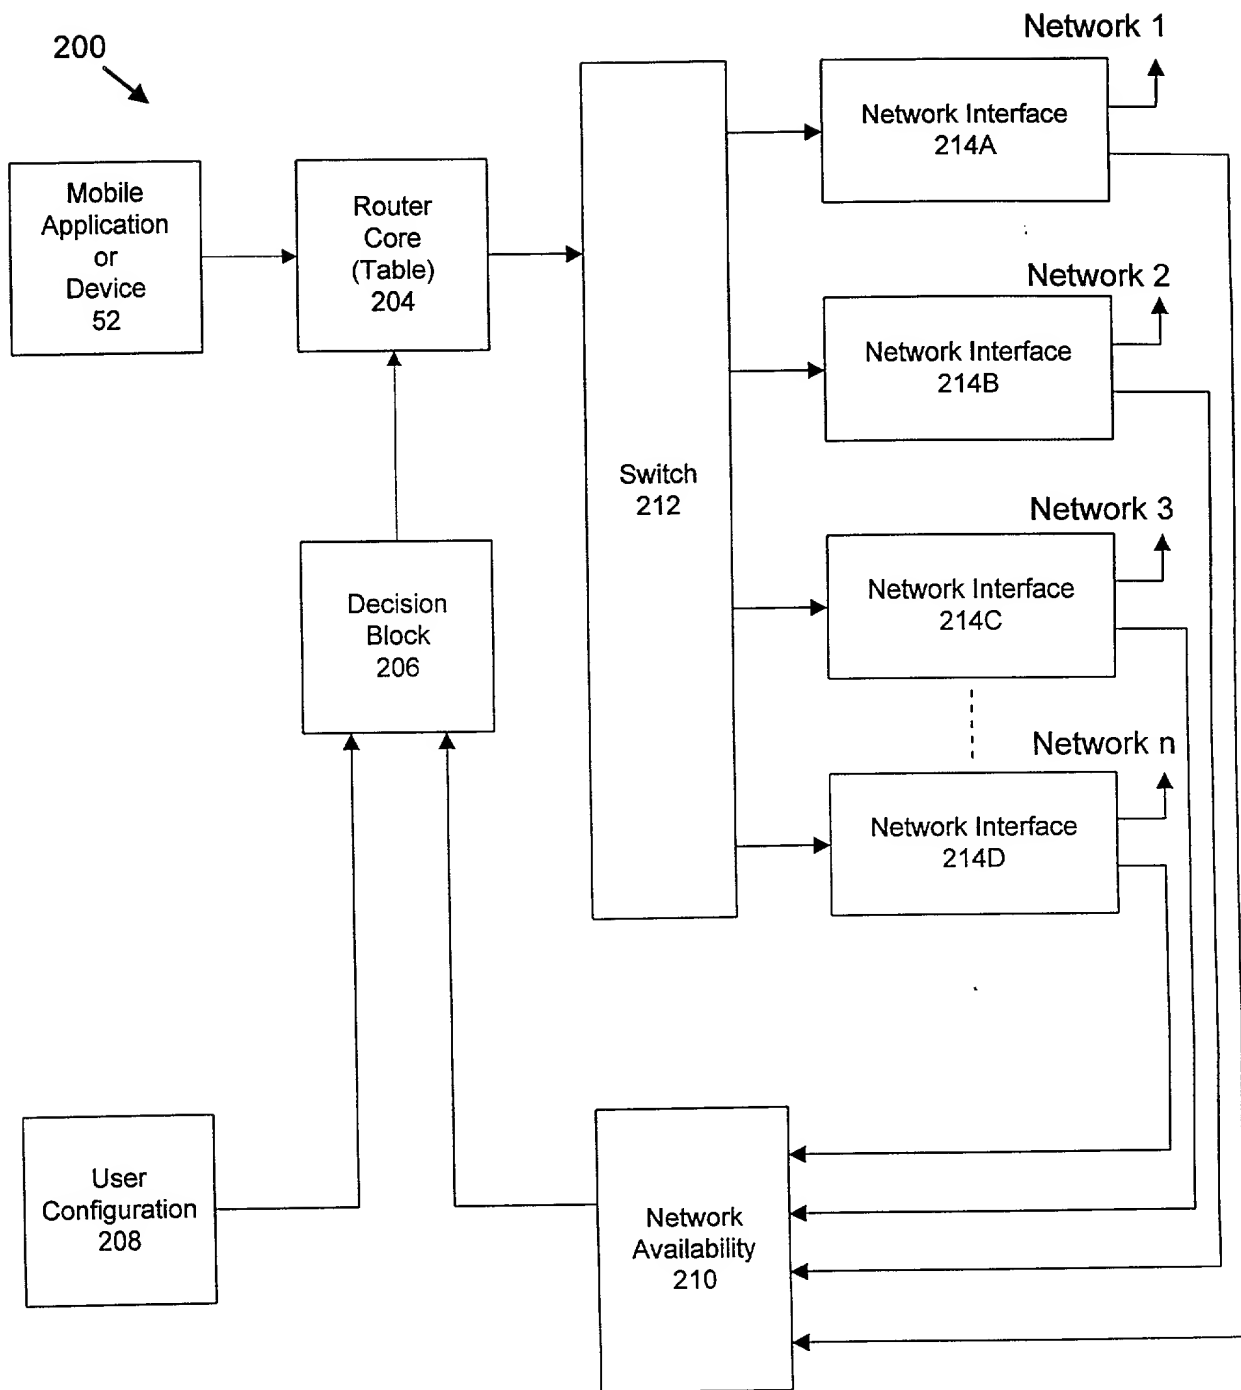 200
Network 1
Network Interface
214A
Mobile
Application
or
Device
52
Router
Core
(Table)
204
Network 2
Network Interface
214B
Switch
212
Network 3
Network Interface
214C
Decision
Block
206
Network n
Network Interface
214D
User
Configuration
208
Network
Availability
210